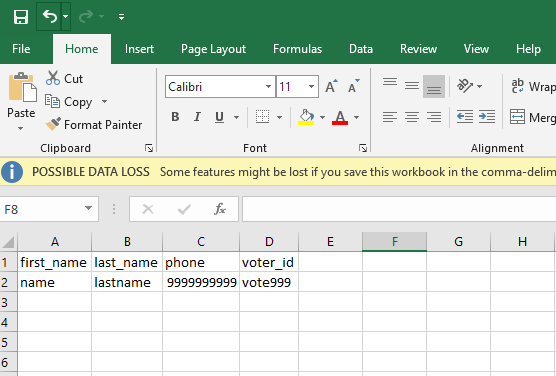 File Home Insert Page Layout Formulas Data Review View Help
Paste
Cut
Copy
Format Painter
Clipboard
Calibri 11 A A
B I U A
Font
ab Wrap
Merg
Alignment
POSSIBLE DATA LOSS Some features might be lost if you save this workbook in the comma-delim
F8 fx
A B C D E F G H
1 first_name last_name phone voter_id
2 name lastname 9999999999 vote999
3
4
5
6